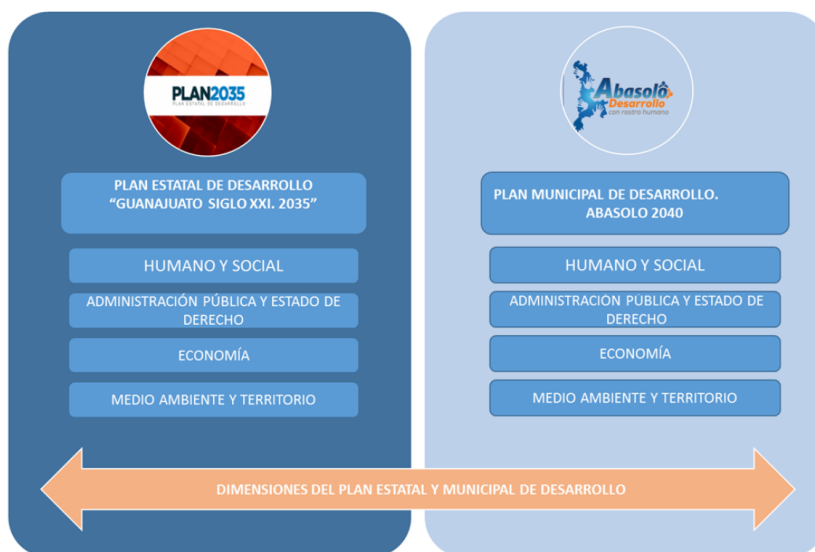 PLAN2035
PLAN ESTATAL DE DESARROLLO
PLAN ESTATAL DE DESARROLLO
“GUANAJUATO SIGLO XXI. 2035”
HUMANO Y SOCIAL
ADMINISTRACIÓN PÚBLICA Y ESTADO DE
DERECHO
ECONOMÍA
MEDIO AMBIENTE Y TERRITORIO
Abasolo
Desarrollo
con rostro humano
PLAN MUNICIPAL DE DESARROLLO.
ABASOLO 2040
HUMANO Y SOCIAL
ADMINISTRACIÓN PUBLICA Y ESTADO DE
DERECHO
ECONOMÍA
MEDIO AMBIENTE Y TERRITORIO
DIMENSIONES DEL PLAN ESTATAL Y MUNICIPAL DE DESARROLLO